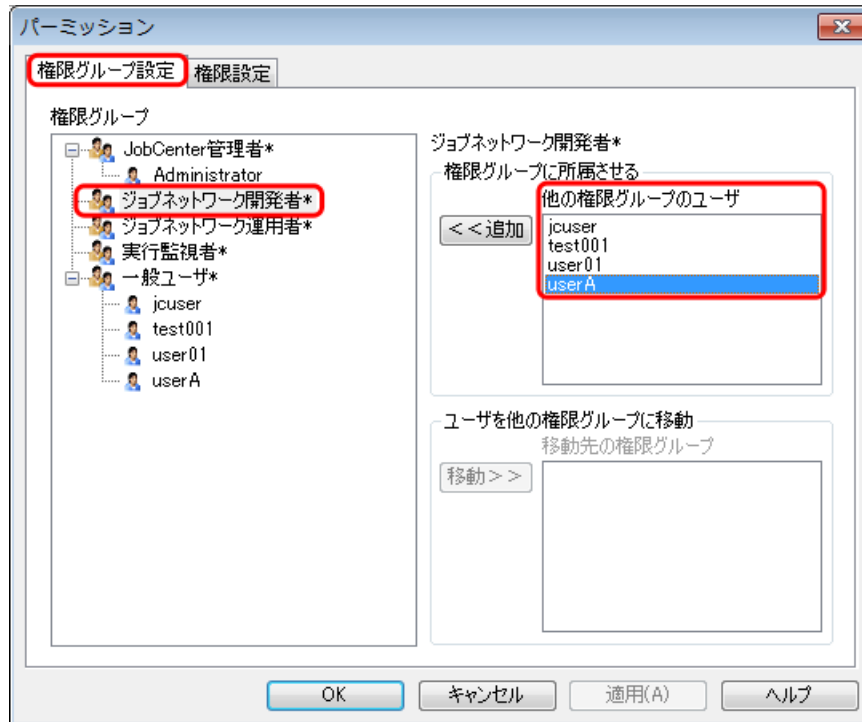 パーミッション
権限グループ設定 権限設定
権限グループ
JobCenter管理者*
Administrator
ジョブネットワーク開発者*
ジョブネットワーク運用者*
実行監視者*
一般ユーザ*
jcuser
test001
user01
userA
ジョブネットワーク開発者*
権限グループに所属させる
他の権限グループのユーザ
<<追加
jcuser
test001
user01
userA
ユーザを他の権限グループに移動
移動先の権限グループ
移動>>
OK キャンセル 適用(A) ヘルプ